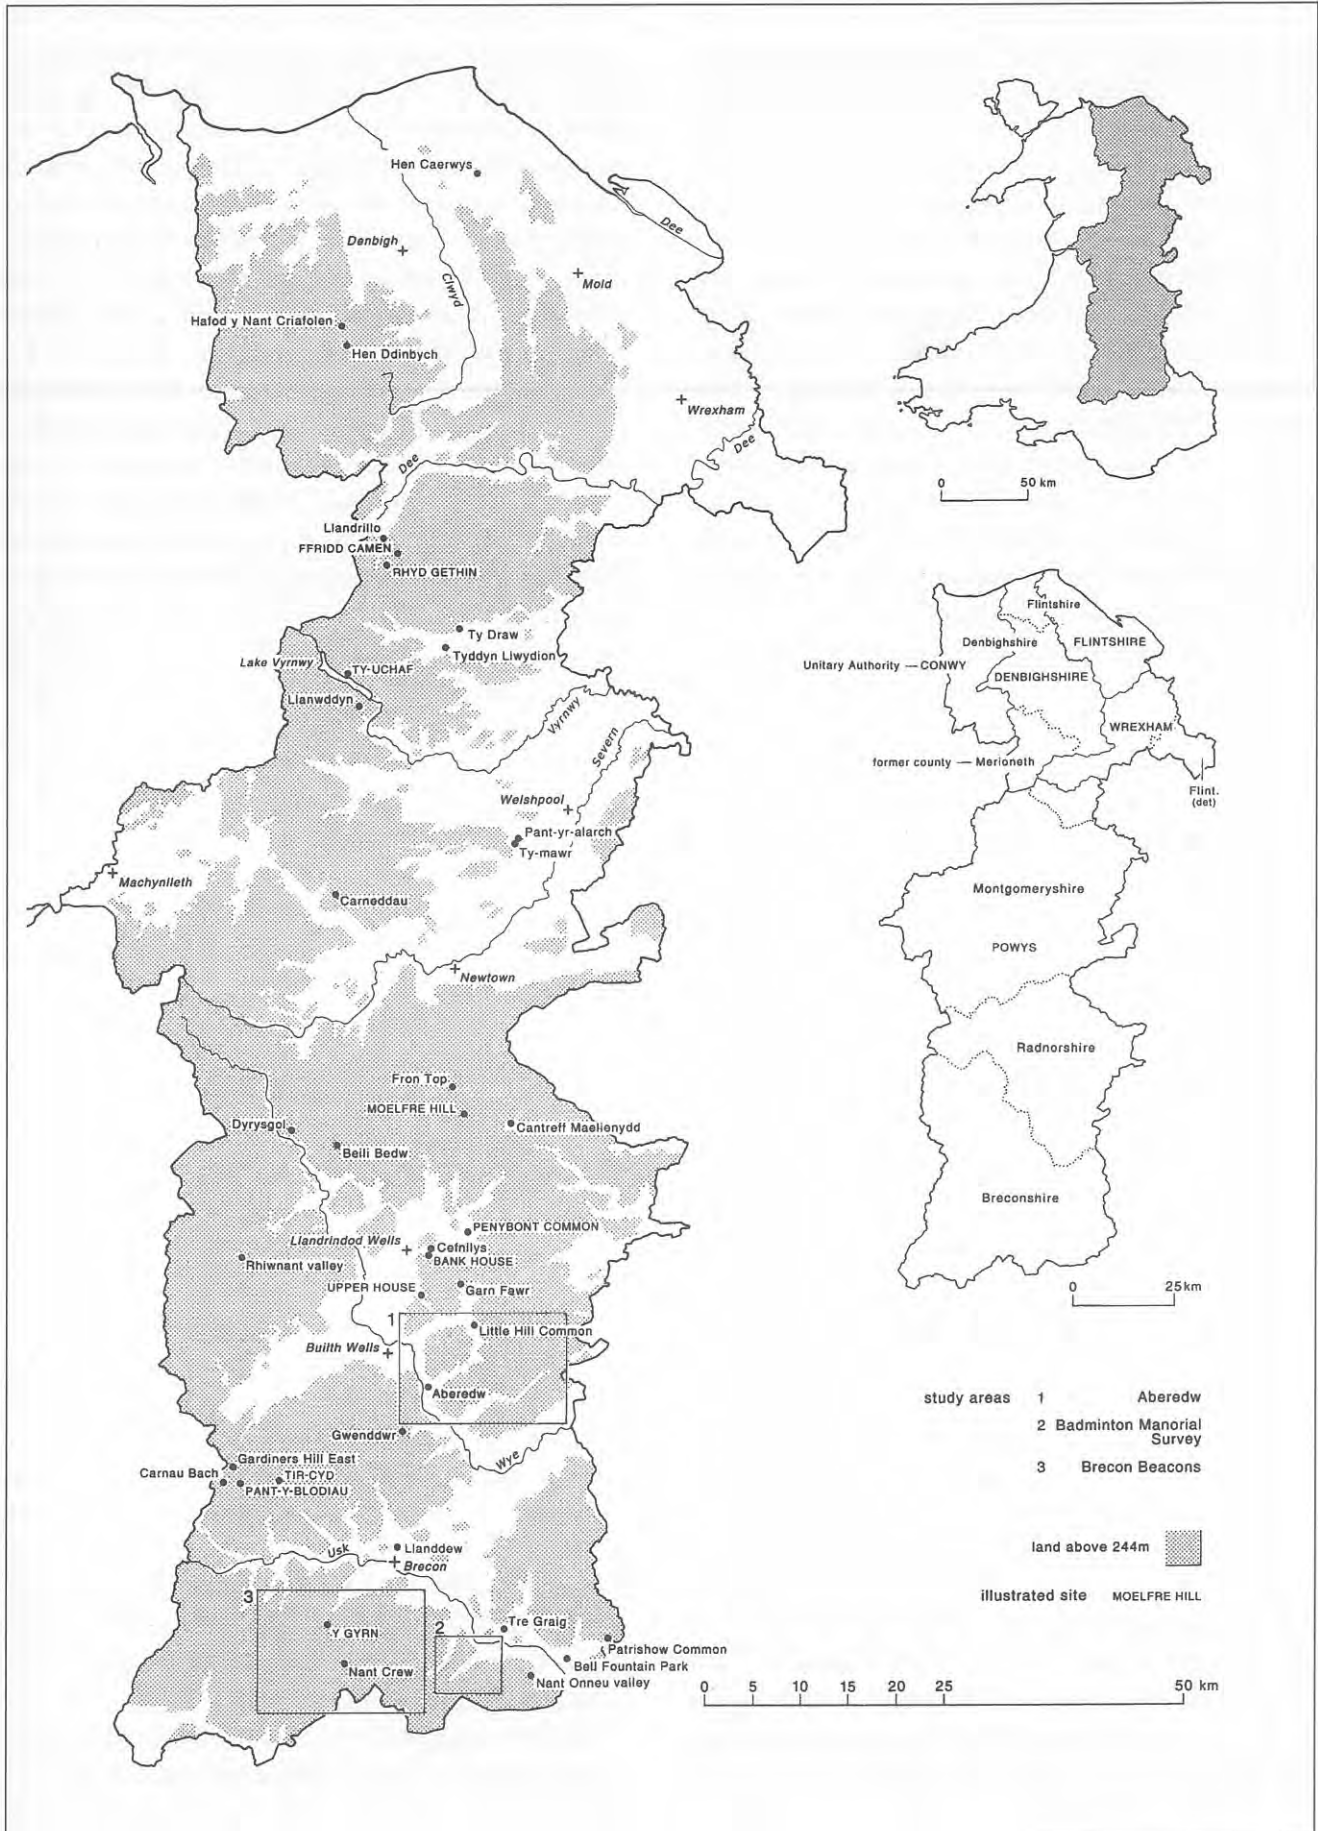 Hen Caerwys
Dee
Denbigh
Clwyd
Mold
Hafod y Nant Criafolen
Hen Ddinbych
Wrexham
Dee
Dee
Llandrillo
FFRIDD CAMEN
RHYD GETHIN
Ty Draw
Tyddyn Llwydion
Lake Vyrnwy
TY-UCHAF
Llanwddyn
Vyrnwy
Severn
Welshpool
Pant-yr-alarch
Ty-mawr
Machynlleth
Carneddau
Newtown
Fron Top
MOELFRE HILL
Cantreff Maelienydd
Dyrysgol
Beili Bedw
PENYBONT COMMON
Llandrindod Wells
Cefnllys
BANK HOUSE
Rhiwnant valley
UPPER HOUSE
Garn Fawr
1
Little Hill Common
Builth Wells
Aberedw
Gwenddwr
Wye
Gardiners Hill East
Carnau Bach
TIR-CYD
PANT-Y-BLODIAU
Usk
Llanddew
Brecon
3
Y GYRN
2
Tre Graig
Patrishow Common
Nant Crew
Bell Fountain Park
Nant Onneu valley
0 50 km
Flintshire
Denbighshire
FLINTSHIRE
Unitary Authority — CONWY
DENBIGHSHIRE
WREXHAM
former county — Merioneth
Flint.
(det)
Montgomeryshire
POWYS
Radnorshire
Breconshire
0 25 km
study areas 1 Aberedw
2 Badminton Manorial
Survey
3 Brecon Beacons
land above 244m
illustrated site MOELFRE HILL
0 5 10 15 20 25 50 km